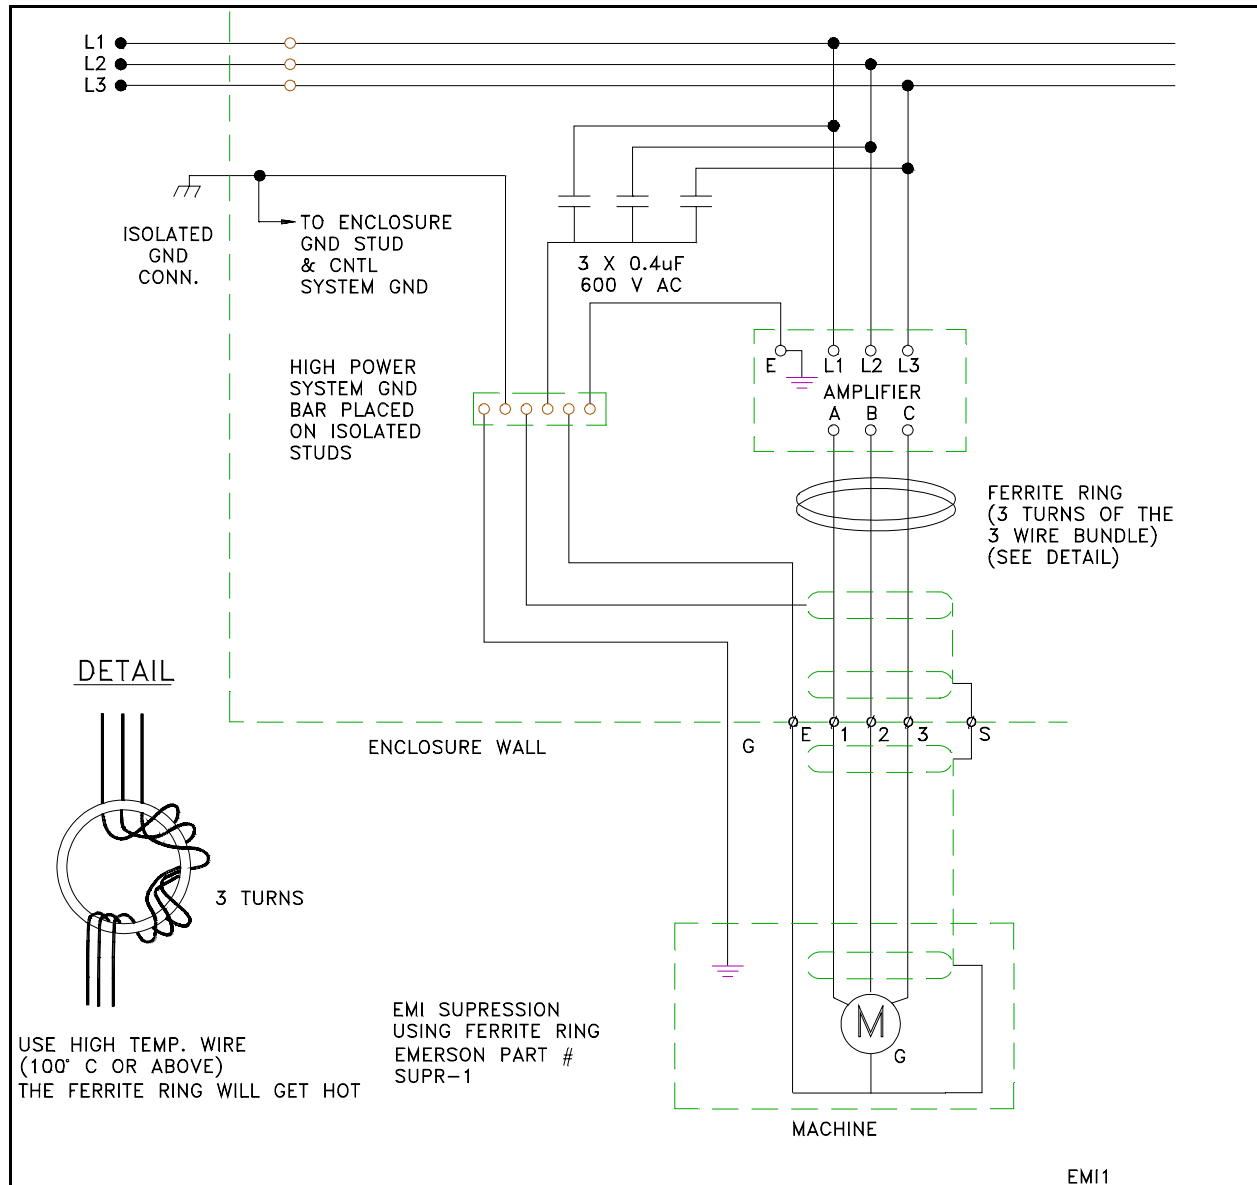 L1
L2
L3
ISOLATED
GND
CONN.
TO ENCLOSURE
GND STUD
& CNTL
SYSTEM GND
3 X 0.4uF
600 V AC
HIGH POWER
SYSTEM GND
BAR PLACED
ON ISOLATED
STUDS
E L1 L2 L3
AMPLIFIER
A B C
FERRITE RING
(3 TURNS OF THE
3 WIRE BUNDLE)
(SEE DETAIL)
DETAIL
ENCLOSURE WALL
G E 1 2 3 S
3 TURNS
USE HIGH TEMP. WIRE
(100° C OR ABOVE)
THE FERRITE RING WILL GET HOT
EMI SUPRESSION
USING FERRITE RING
EMERSON PART #
SUPR-1
M
G
MACHINE
EMI1